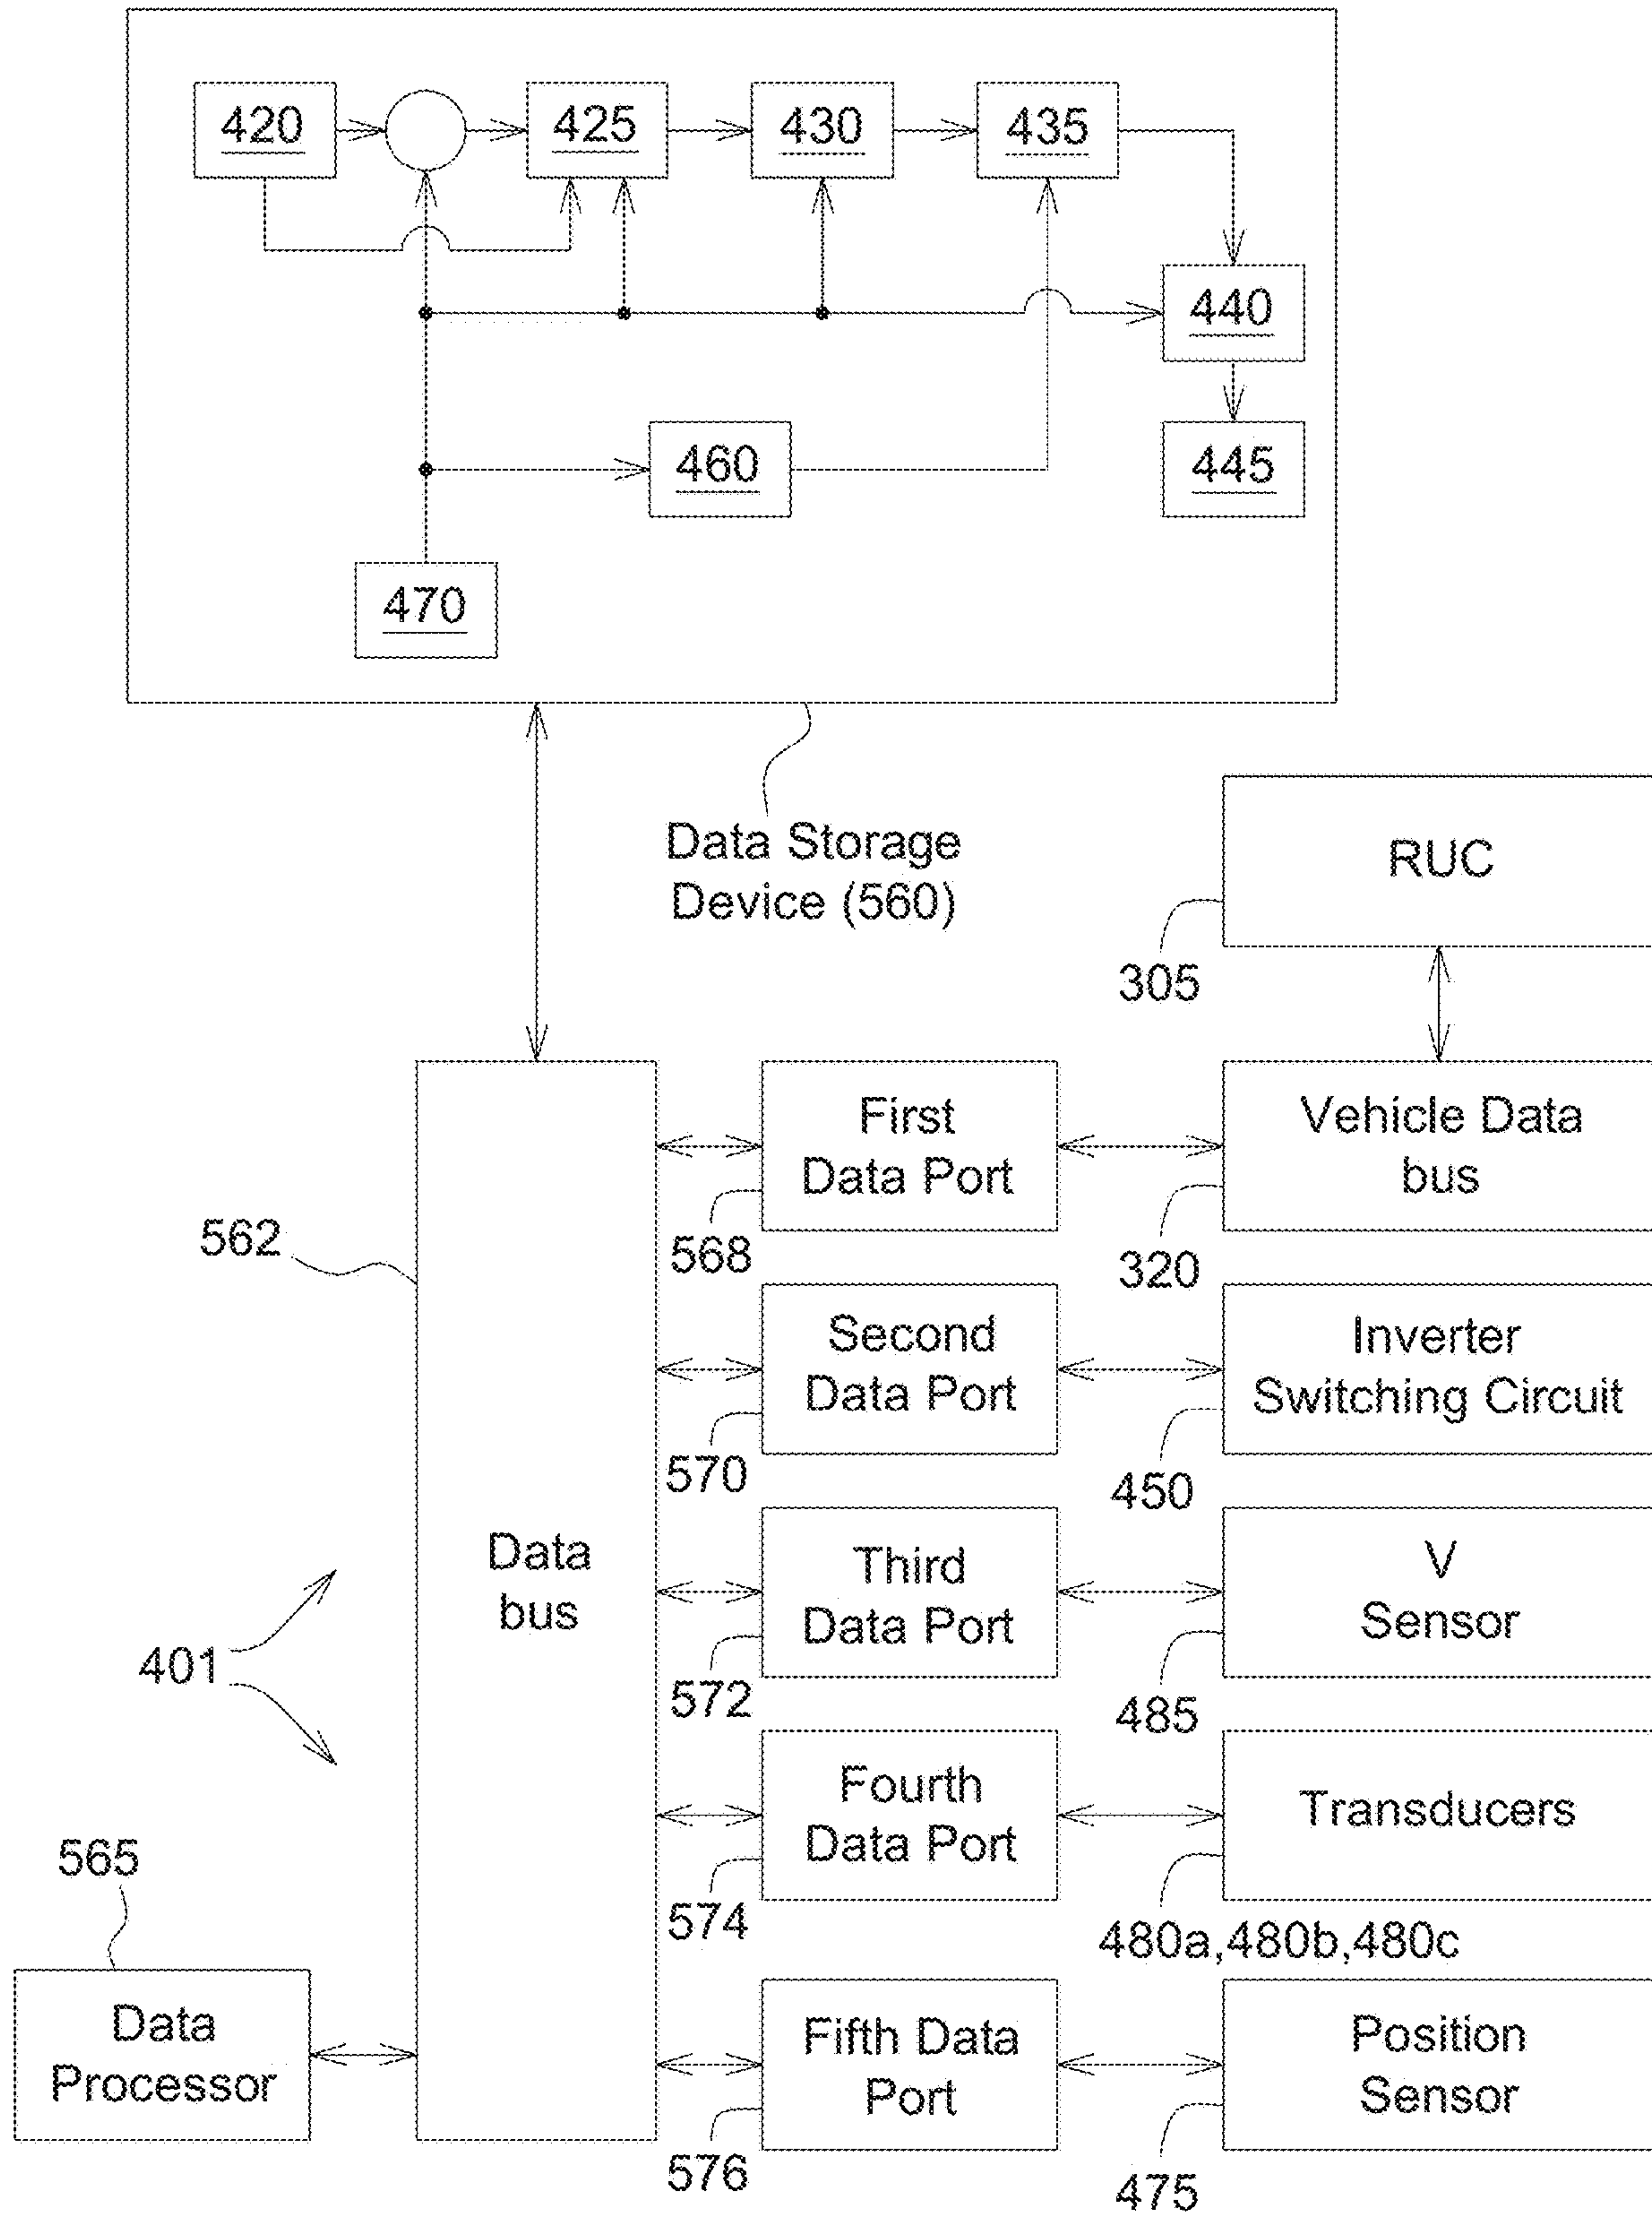 420
425
430
435
440
460
445
470
Data Storage
Device (560)
RUC
305
First
Data Port
Vehicle Data
bus
562
568
320
Second
Data Port
Inverter
Switching Circuit
570
450
Data
bus
Third
Data Port
V
Sensor
401
572
485
Fourth
Data Port
Transducers
565
574
480a,480b,480c
Data
Processor
Fifth Data
Port
Position
Sensor
576
475